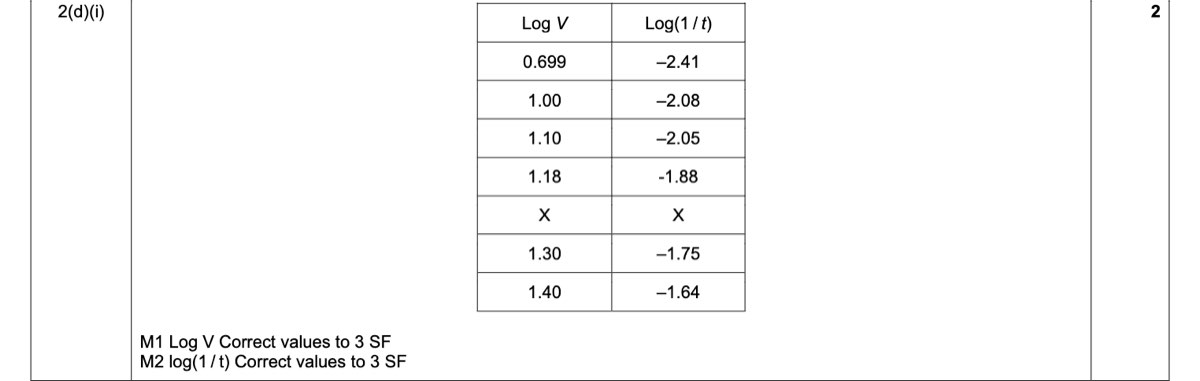 2(d)(i)
2
Log V Log(1 / t)
0.699 –2.41
1.00 –2.08
1.10 –2.05
1.18 -1.88
X X
1.30 –1.75
1.40 –1.64
M1 Log V Correct values to 3 SF
M2 log(1 / t) Correct values to 3 SF